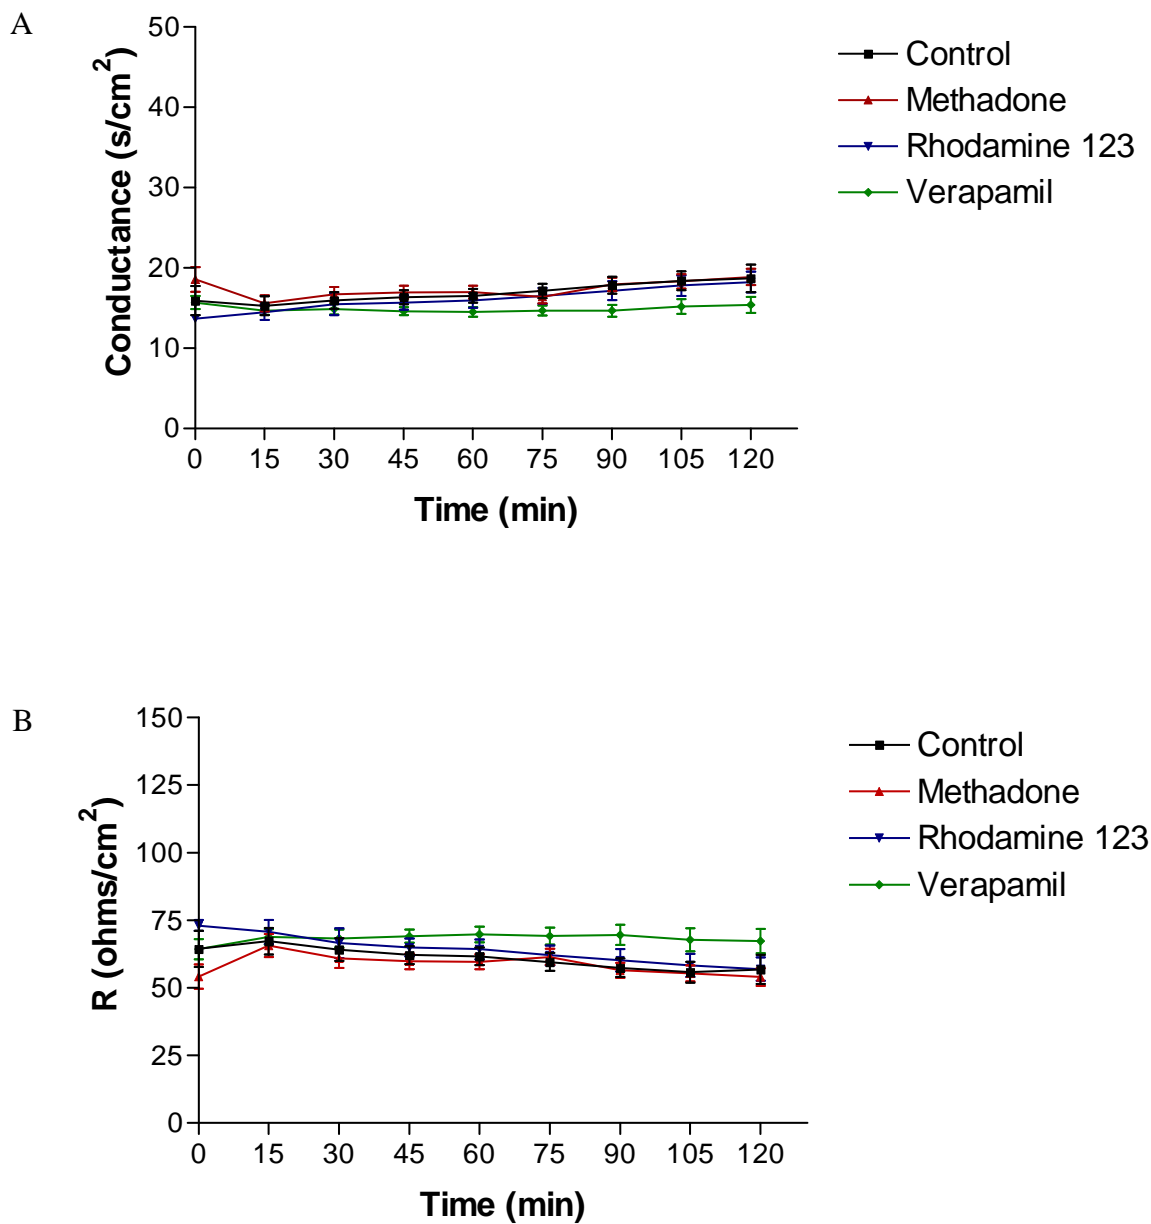 A
50
40
30
20
10
0
Conductance (s/cm²)
0 15 30 45 60 75 90 105 120
Time (min)
Control
Methadone
Rhodamine 123
Verapamil
B
150
125
100
75
50
25
0
R (ohms/cm²)
0 15 30 45 60 75 90 105 120
Time (min)
Control
Methadone
Rhodamine 123
Verapamil